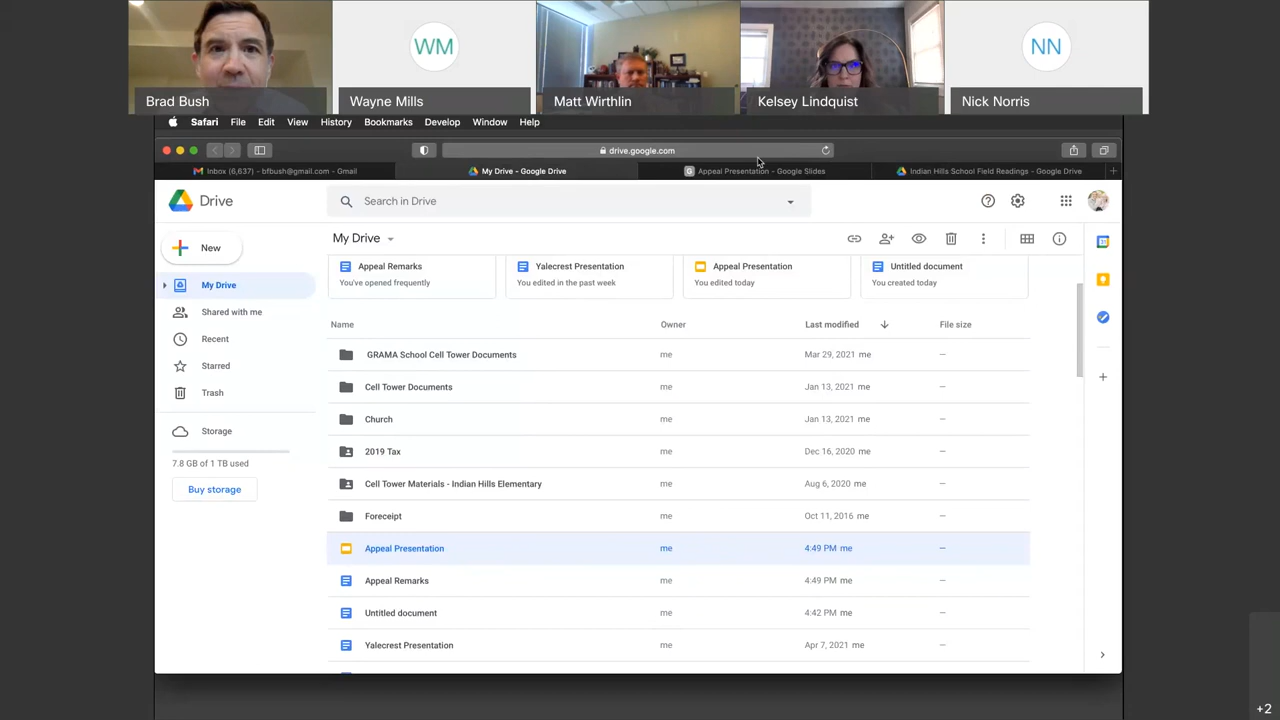 WM
NN
Brad Bush
Wayne Mills
Matt Wirthlin
Kelsey Lindquist
Nick Norris
Safari File Edit View History Bookmarks Develop Window Help
drive.google.com
Inbox (6,637) - bfbush@gmail.com - Gmail
My Drive - Google Drive
G Appeal Presentation - Google Slides
Indian Hills School Field Readings - Google Drive
Drive
Search in Drive
New
My Drive
Appeal Remarks
Yalecrest Presentation
Appeal Presentation
Untitled document
You've opened frequently
You edited in the past week
You edited today
You created today
My Drive
Shared with me
Recent
Starred
Trash
Storage
7.8 GB of 1 TB used
Buy storage
Name Owner Last modified File size
GRAMA School Cell Tower Documents me Mar 29, 2021 me –
Cell Tower Documents me Jan 13, 2021 me –
Church me Jan 13, 2021 me –
2019 Tax me Dec 16, 2020 me –
Cell Tower Materials - Indian Hills Elementary me Aug 6, 2020 me –
Foreceipt me Oct 11, 2016 me –
Appeal Presentation me 4:49 PM me –
Appeal Remarks me 4:49 PM me –
Untitled document me 4:42 PM me –
Yalecrest Presentation me Apr 7, 2021 me –
+2